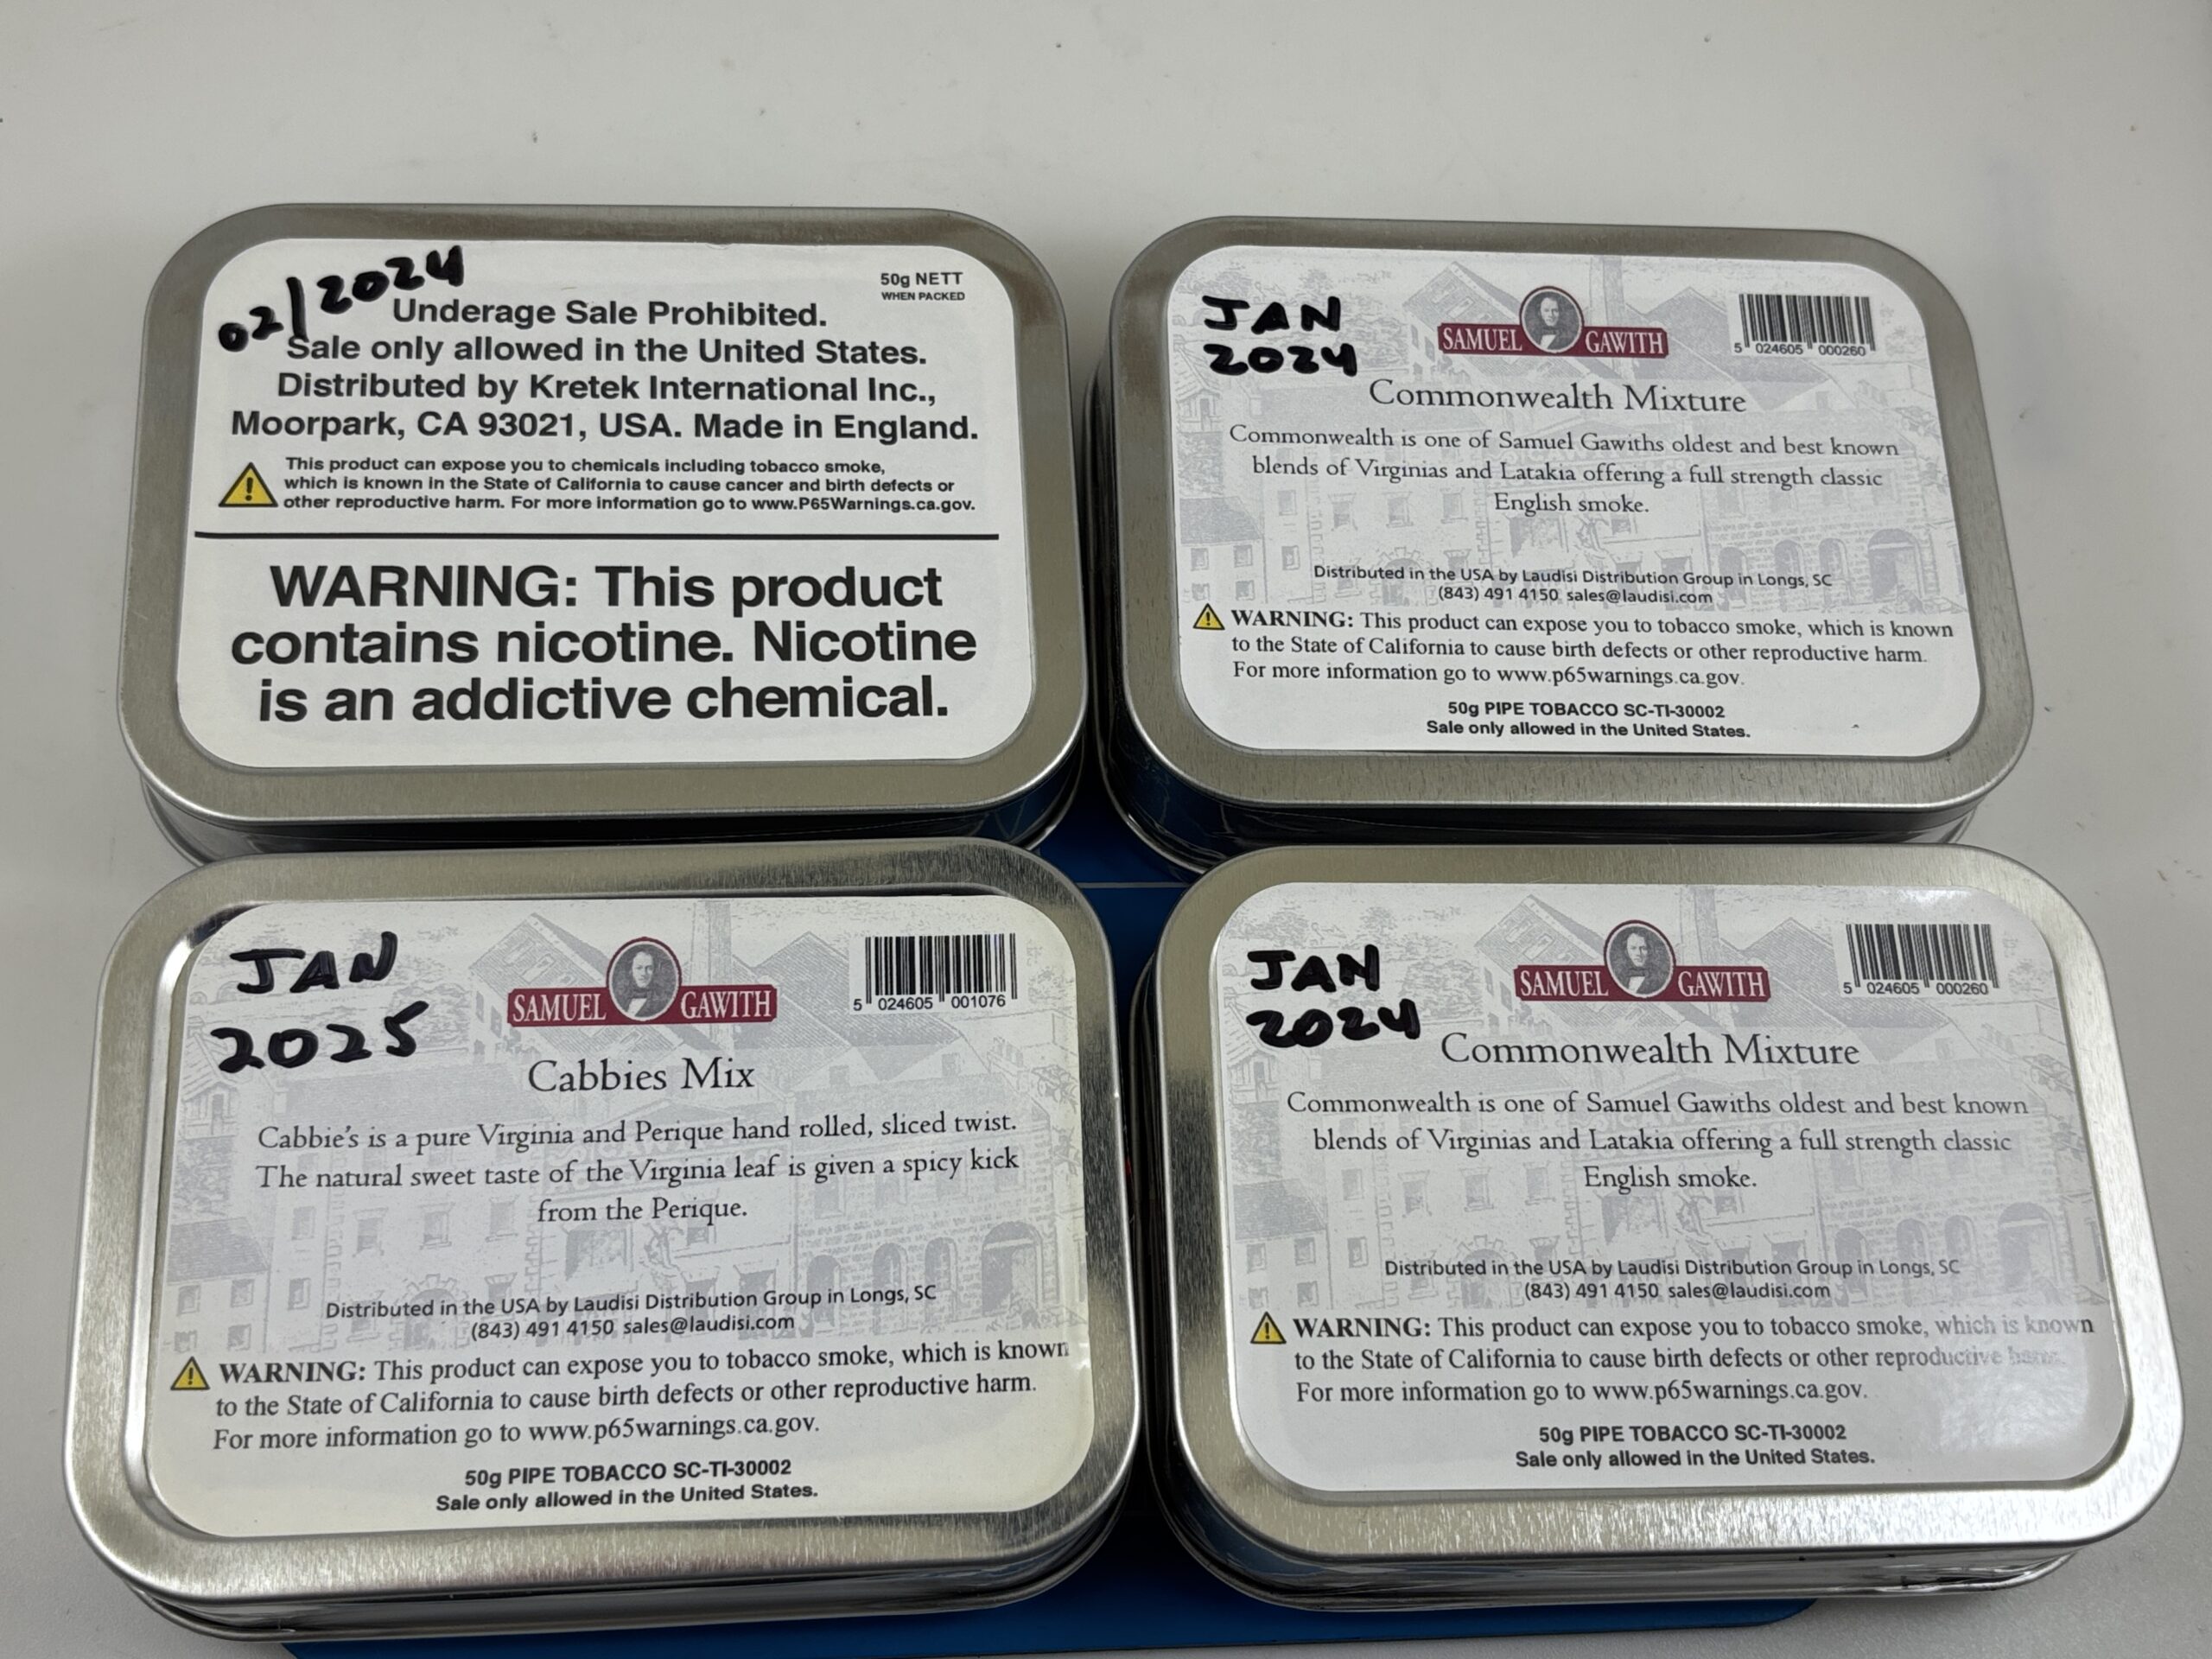 02/2024
50g NETT
WHEN PACKED
Underage Sale Prohibited.
Sale only allowed in the United States.
Distributed by Kretek International Inc.,
Moorpark, CA 93021, USA. Made in England.
This product can expose you to chemicals including tobacco smoke,
which is known in the State of California to cause cancer and birth defects or
other reproductive harm. For more information go to www.P65Warnings.ca.gov.
WARNING: This product
contains nicotine. Nicotine
is an addictive chemical.
JAN
2024
SAMUEL GAWITH
5 024605 000260
Commonwealth Mixture
Commonwealth is one of Samuel Gawiths oldest and best known
blends of Virginias and Latakia offering a full strength classic
English smoke.
Distributed in the USA by Laudisi Distribution Group in Longs, SC
(843) 491 4150 sales@laudisi.com
WARNING: This product can expose you to tobacco smoke, which is known
to the State of California to cause birth defects or other reproductive harm.
For more information go to www.p65warnings.ca.gov.
50g PIPE TOBACCO SC-TI-30002
Sale only allowed in the United States.
JAN
2025
SAMUEL GAWITH
5 024605 001076
Cabbies Mix
Cabbie's is a pure Virginia and Perique hand rolled, sliced twist.
The natural sweet taste of the Virginia leaf is given a spicy kick
from the Perique.
Distributed in the USA by Laudisi Distribution Group in Longs, SC
(843) 491 4150 sales@laudisi.com
WARNING: This product can expose you to tobacco smoke, which is known
to the State of California to cause birth defects or other reproductive harm.
For more information go to www.p65warnings.ca.gov.
50g PIPE TOBACCO SC-TI-30002
Sale only allowed in the United States.
JAN
2024
SAMUEL GAWITH
5 024605 000260
Commonwealth Mixture
Commonwealth is one of Samuel Gawiths oldest and best known
blends of Virginias and Latakia offering a full strength classic
English smoke.
Distributed in the USA by Laudisi Distribution Group in Longs, SC
(843) 491 4150 sales@laudisi.com
WARNING: This product can expose you to tobacco smoke, which is known
to the State of California to cause birth defects or other reproductive harm.
For more information go to www.p65warnings.ca.gov.
50g PIPE TOBACCO SC-TI-30002
Sale only allowed in the United States.